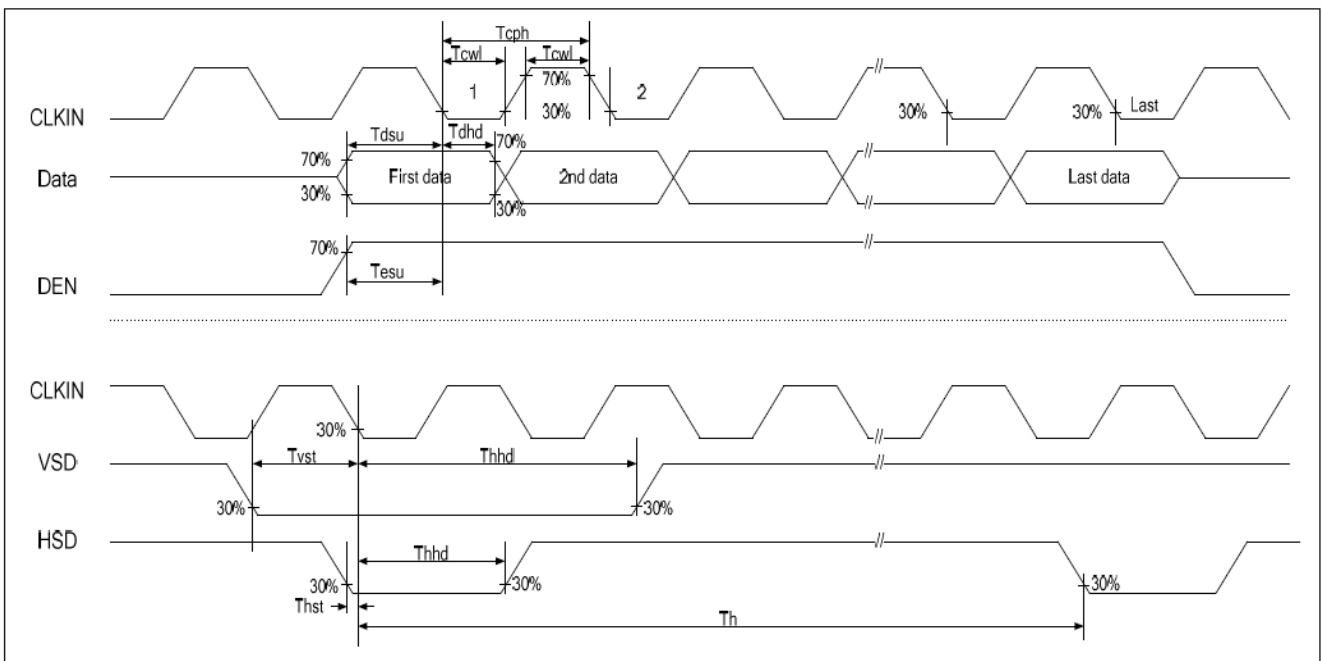 Tcph
Tcwl Tcwl
CLKIN 1 70% 30% 2 30% 30% Last
Tdsu Tdhd
70% 70%
Data First data 2nd data Last data
30% 30%
70%
Tesu
DEN
CLKIN
30%
VSD Tvst Thhd
30% 30%
HSD
Thhd
30% 30% 30%
Thst
Th